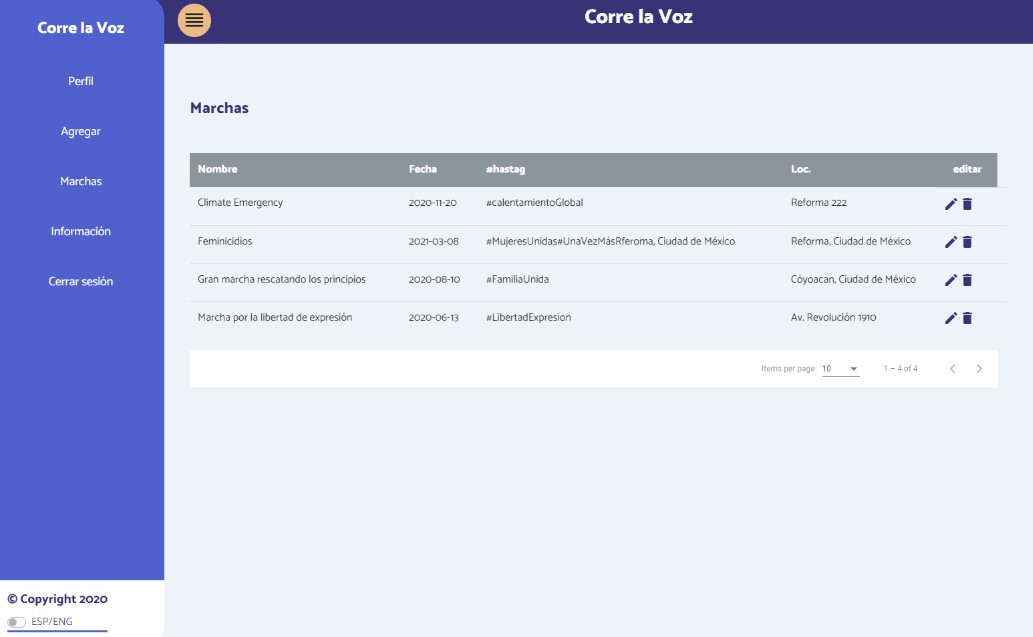 Corre la Voz
Corre la Voz
Perfil
Agregar
Marchas
Información
Cerrar sesión
Marchas
Nombre Fecha #hastag Loc. editar
Climate Emergency 2020-11-20 #calentamientoGlobal Reforma 222
Feminicidios 2021-03-08 #MujeresUnidas#UnaVezMásRferoma, Ciudad de México Reforma, Ciudad de México
Gran marcha rescatando los principios 2020-08-10 #FamiliaUnida Cóyoacan, Ciudad de México
Marcha por la libertad de expresión 2020-06-13 #LibertadExpresion Av. Revolución 1910
Items per page: 10 1 – 4 of 4
© Copyright 2020
ESP/ENG